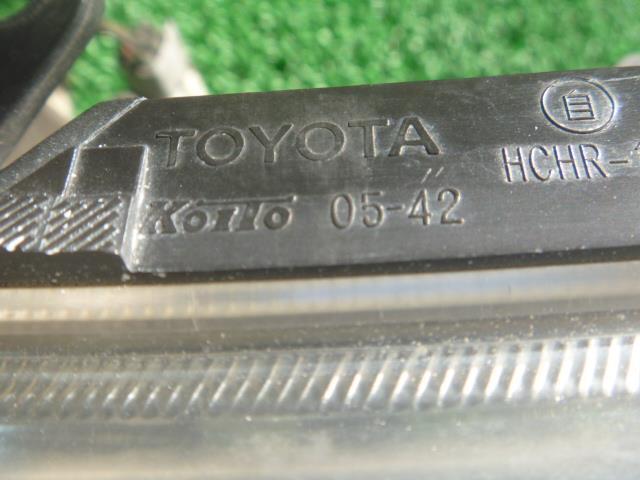 TOYOTA
自
HCHR-
Koito 05-42